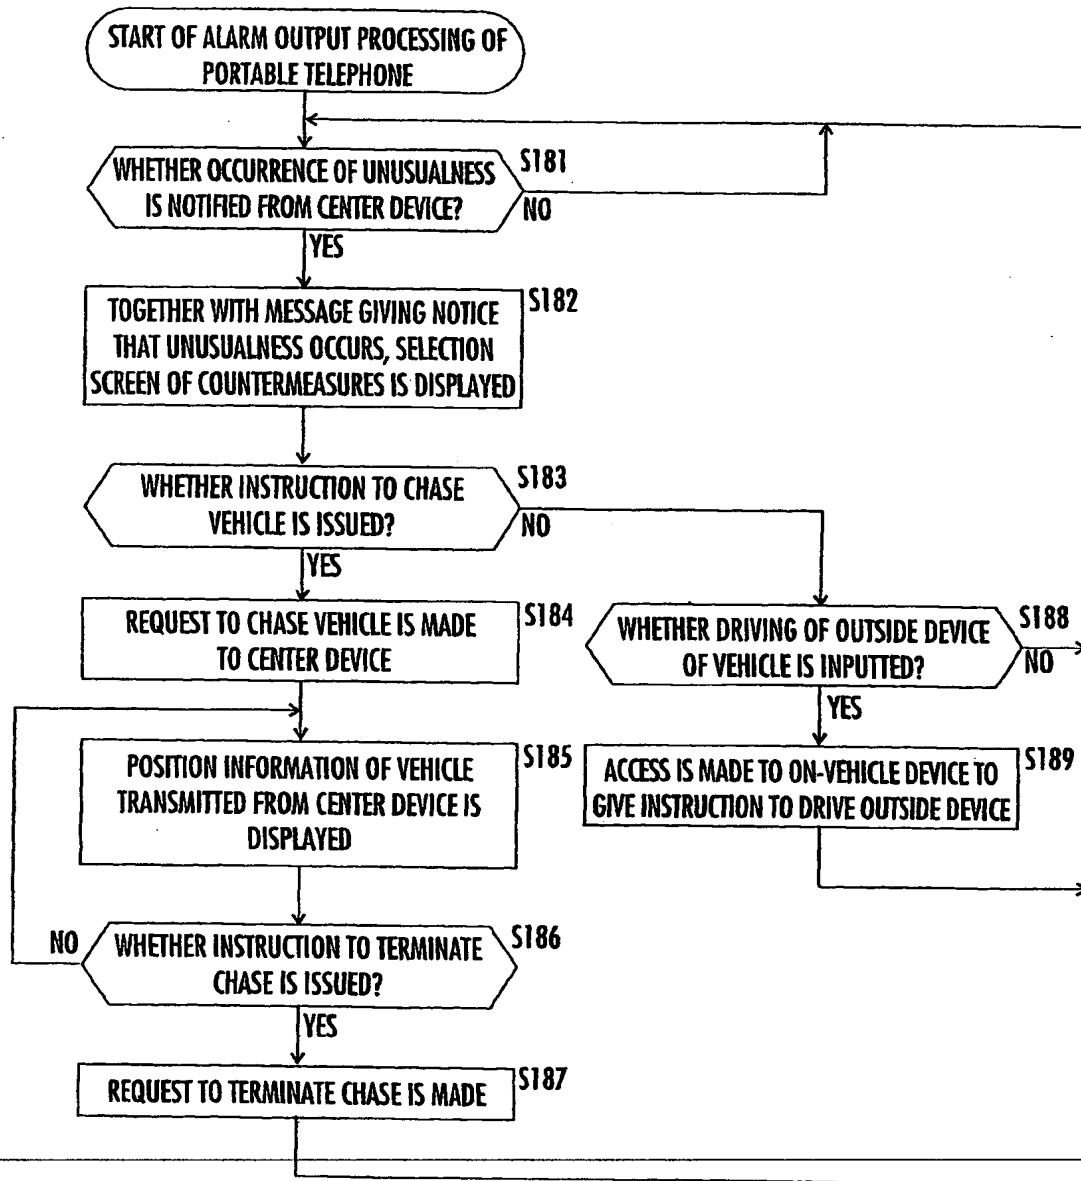 START OF ALARM OUTPUT PROCESSING OF
PORTABLE TELEPHONE
WHETHER OCCURRENCE OF UNUSUALNESS
IS NOTIFIED FROM CENTER DEVICE?
S181
NO
YES
TOGETHER WITH MESSAGE GIVING NOTICE
THAT UNUSUALNESS OCCURS, SELECTION
SCREEN OF COUNTERMEASURES IS DISPLAYED
S182
WHETHER INSTRUCTION TO CHASE
VEHICLE IS ISSUED?
S183
NO
YES
REQUEST TO CHASE VEHICLE IS MADE
TO CENTER DEVICE
S184
WHETHER DRIVING OF OUTSIDE DEVICE
OF VEHICLE IS INPUTTED?
S188
NO
YES
POSITION INFORMATION OF VEHICLE
TRANSMITTED FROM CENTER DEVICE IS
DISPLAYED
S185
ACCESS IS MADE TO ON-VEHICLE DEVICE TO
GIVE INSTRUCTION TO DRIVE OUTSIDE DEVICE
S189
NO
WHETHER INSTRUCTION TO TERMINATE
CHASE IS ISSUED?
S186
YES
REQUEST TO TERMINATE CHASE IS MADE
S187